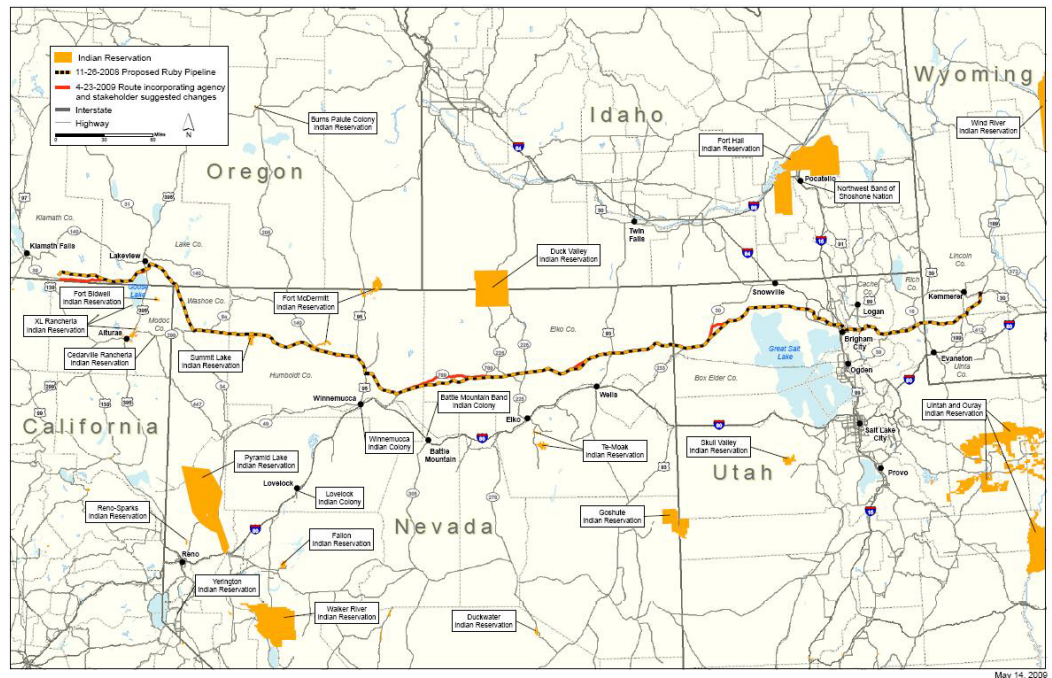 Indian Reservation
11-26-2008 Proposed Ruby Pipeline
4-23-2009 Route incorporating agency
and stakeholder suggested changes
Interstate
Highway
Miles
N
Wyoming
Idaho
Oregon
Burns Paiute Colony
Indian Reservation
Wind River
Indian Reservation
Fort Hall
Indian Reservation
Pocatello
Northwest Band of
Shoshone Nation
Klamath Co.
Klamath Falls
Lake Co.
Lakeview
Twin
Falls
Duck Valley
Indian Reservation
Lincoln
Co.
Rich
Co.
Cache
Co.
Kemmerer
Snowville
Logan
Fort Bidwell
Indian Reservation
Goose
Lake
Washoe Co.
Fort McDermitt
Indian Reservation
XL Rancheria
Indian Reservation
Modoc
Co.
Alturas
Cedarville Rancheria
Indian Reservation
Summit Lake
Indian Reservation
Elko Co.
Humboldt Co.
Great Salt
Lake
Brigham
City
Evanston
Uinta
Co.
Ogden
Box Elder Co.
Wells
Winnemucca
Battle Mountain Band
Indian Colony
Elko
Uintah and Ouray
Indian Reservation
California
Winnemucca
Indian Colony
Battle
Mountain
Te-Moak
Indian Reservation
Skull Valley
Indian Reservation
Salt Lake
City
Utah
Provo
Pyramid Lake
Indian Reservation
Lovelock
Lovelock
Indian Colony
Reno-Sparks
Indian Reservation
Nevada
Goshute
Indian Reservation
Fallon
Indian Reservation
Reno
Yerington
Indian Reservation
Walker River
Indian Reservation
Duckwater
Indian Reservation
May 14, 2009